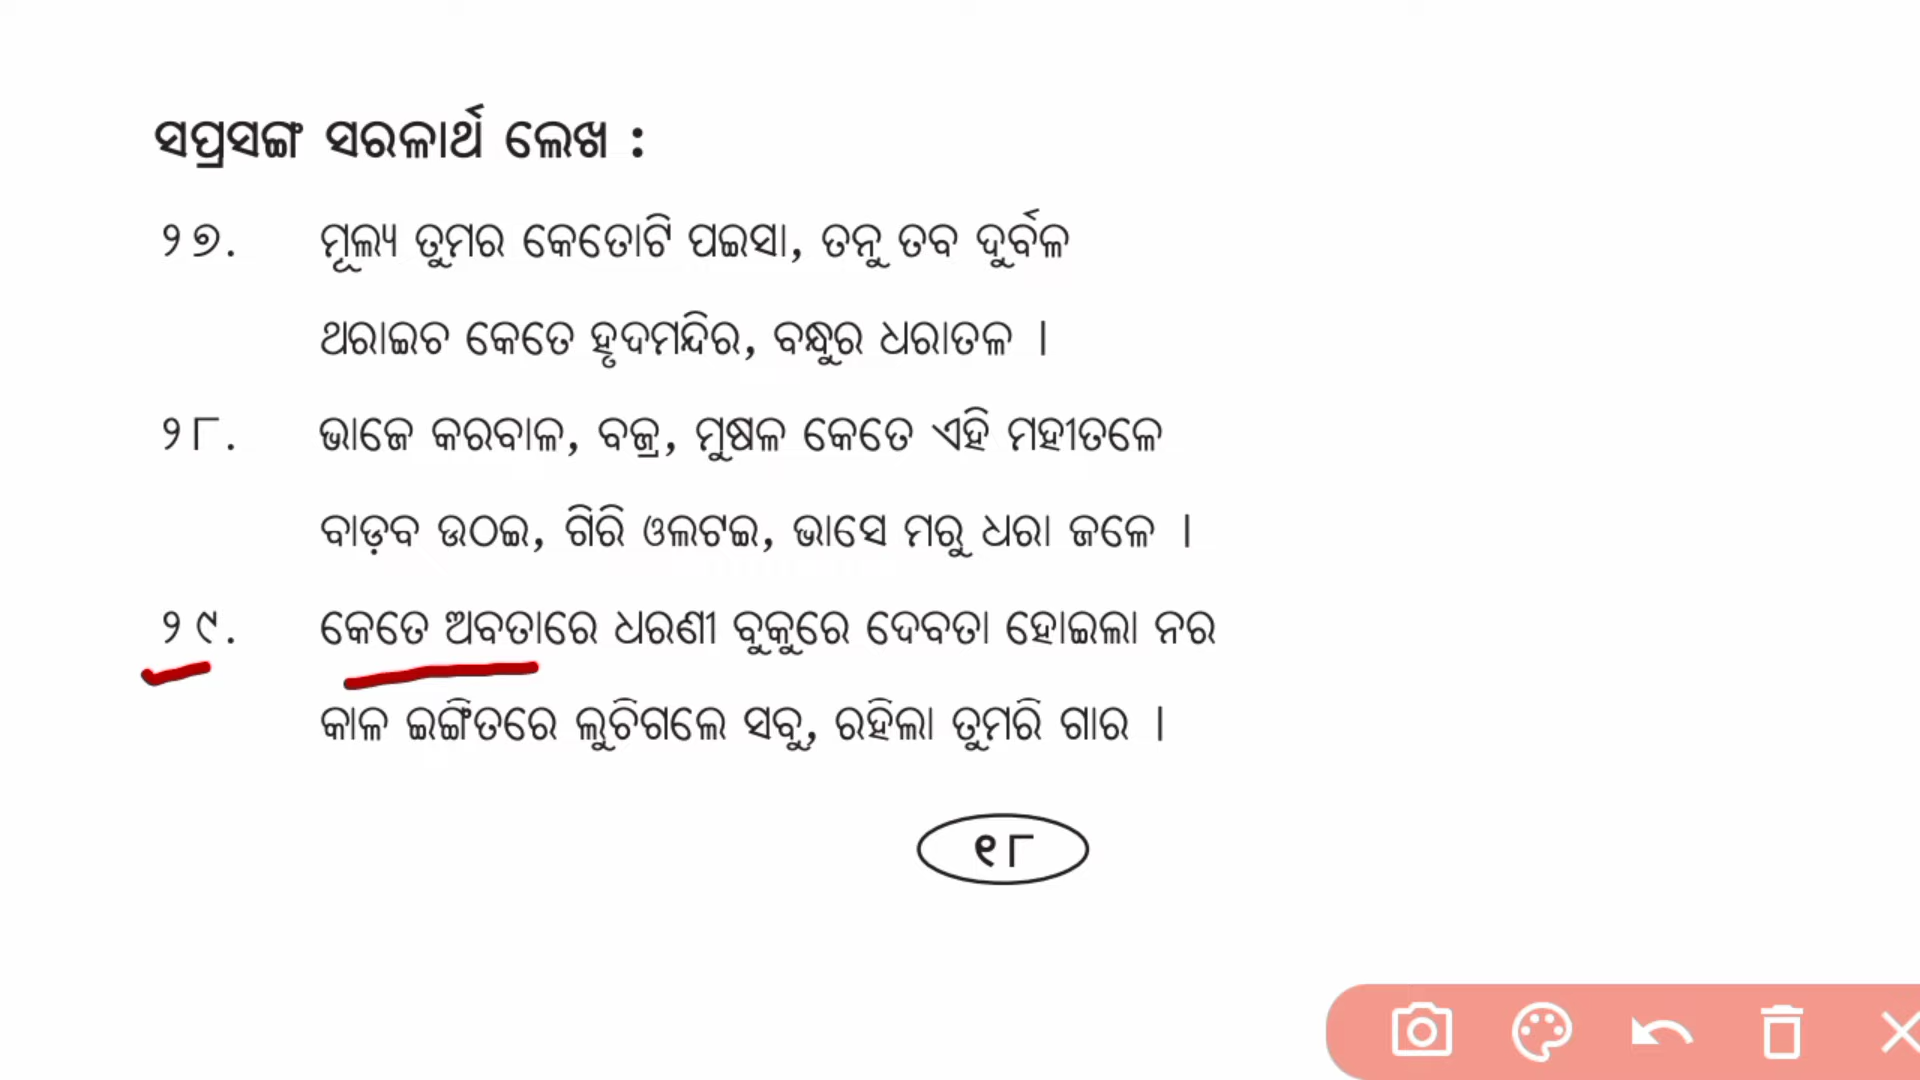 ସପ୍ରସଙ୍ଗ ସରଳାର୍ଥ ଲେଖ :
୨୭. ମୂଲ୍ୟ ତୁମର କେତୋଟି ପଇସା, ତନୁ ତବ ଦୁର୍ବଳ
ଥରାଇଚ କେତେ ହୃଦମନ୍ଦିର, ବନ୍ଧୁର ଧରାତଳ ।
୨୮. ଭାଜେ କରବାଳ, ବଜ୍ର, ମୁଷଳ କେତେ ଏହି ମହୀତଳେ
ବାଡ଼ବ ଉଠଇ, ଗିରି ଓଲଟଇ, ଭାସେ ମରୁ ଧରା ଜଳେ ।
୨୯. କେତେ ଅବତାରେ ଧରଣୀ ବୁକୁରେ ଦେବତା ହୋଇଲା ନର
କାଳ ଇଙ୍ଗିତରେ ଲୁଚିଗଲେ ସବୁ, ରହିଲା ତୁମରି ଗାର ।
୧୮